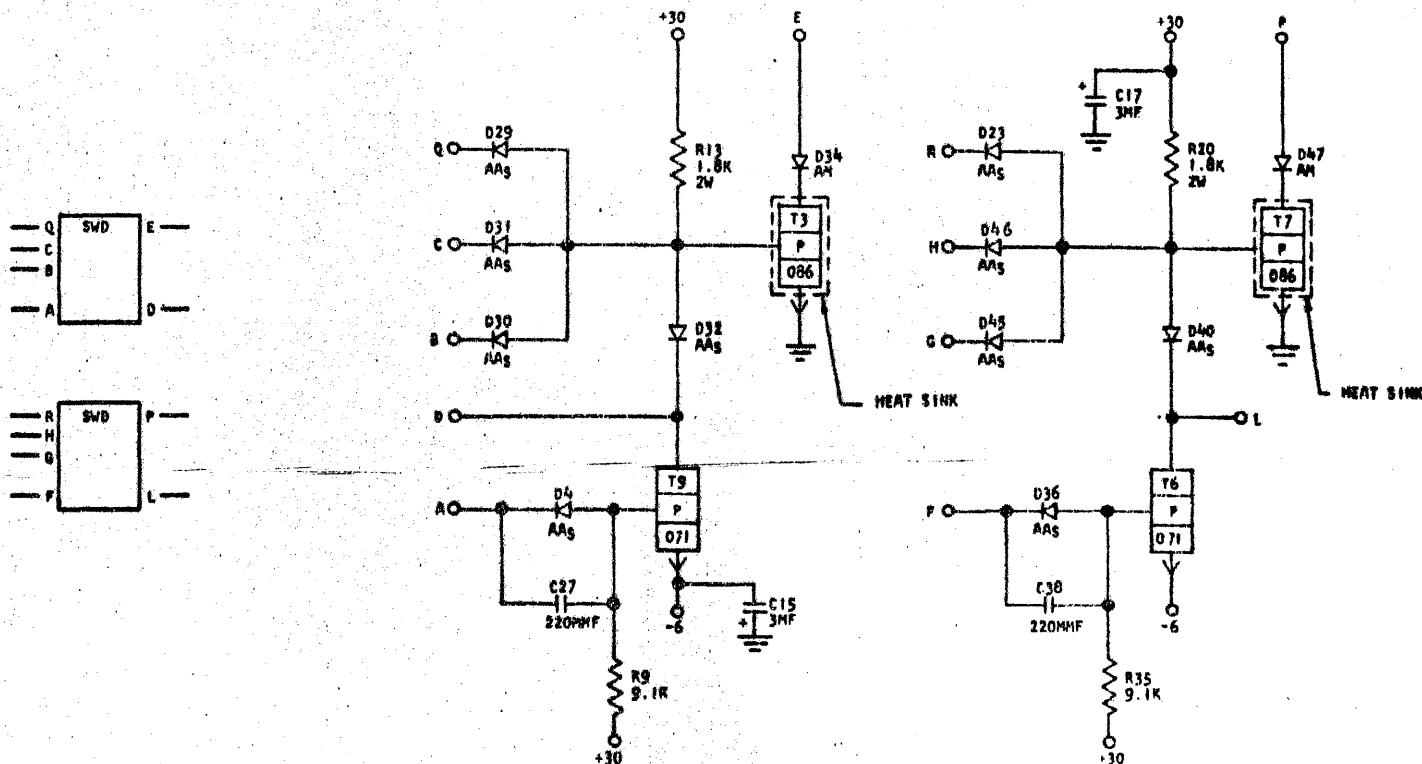 Q SWD E
C
B
A D
R SWD P
H
G
F L
+30
E
Q
D29
AAS
R13
1.8K
2W
D34
AM
C
D31
AAS
T3
P
086
B
D30
AAS
D32
AAS
HEAT SINK
D
T9
P
071
A
D4
AAS
C27
220MMF
-6
+
C15
3MF
R9
9.1K
+30
+30
P
+
C17
3MF
R
D23
AAS
R20
1.8K
2W
D47
AM
H
D46
AAS
T7
P
086
G
D45
AAS
D40
AAS
HEAT SINK
L
T6
P
071
F
D36
AAS
C38
220MMF
-6
R35
9.1K
+30